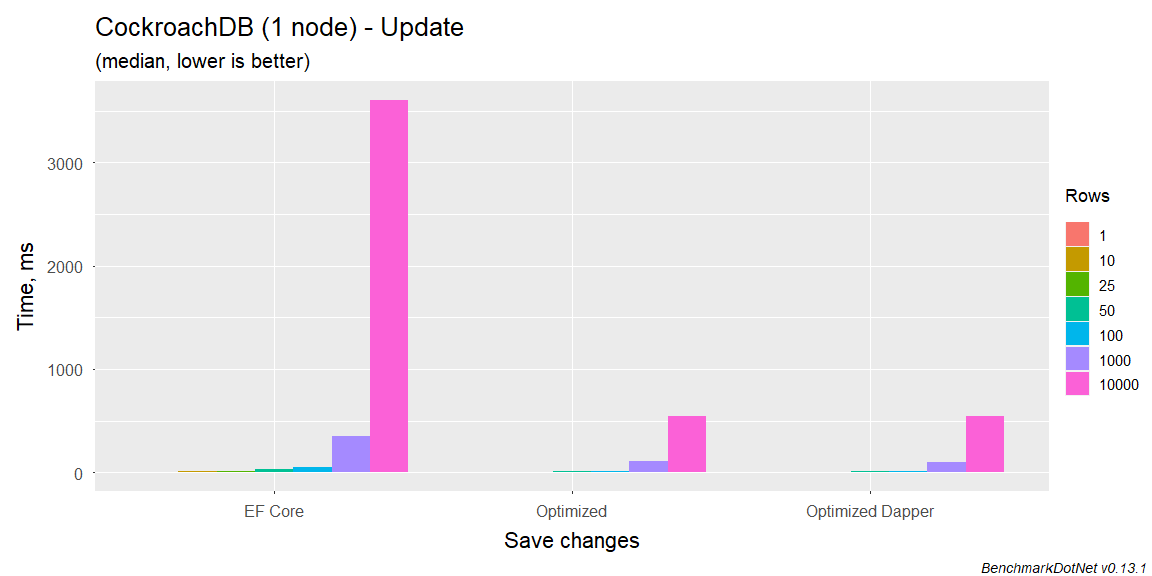 CockroachDB (1 node) - Update
(median, lower is better)
Time, ms
3000
2000
1000
0
EF Core
Optimized
Optimized Dapper
Save changes
Rows
1
10
25
50
100
1000
10000
BenchmarkDotNet v0.13.1